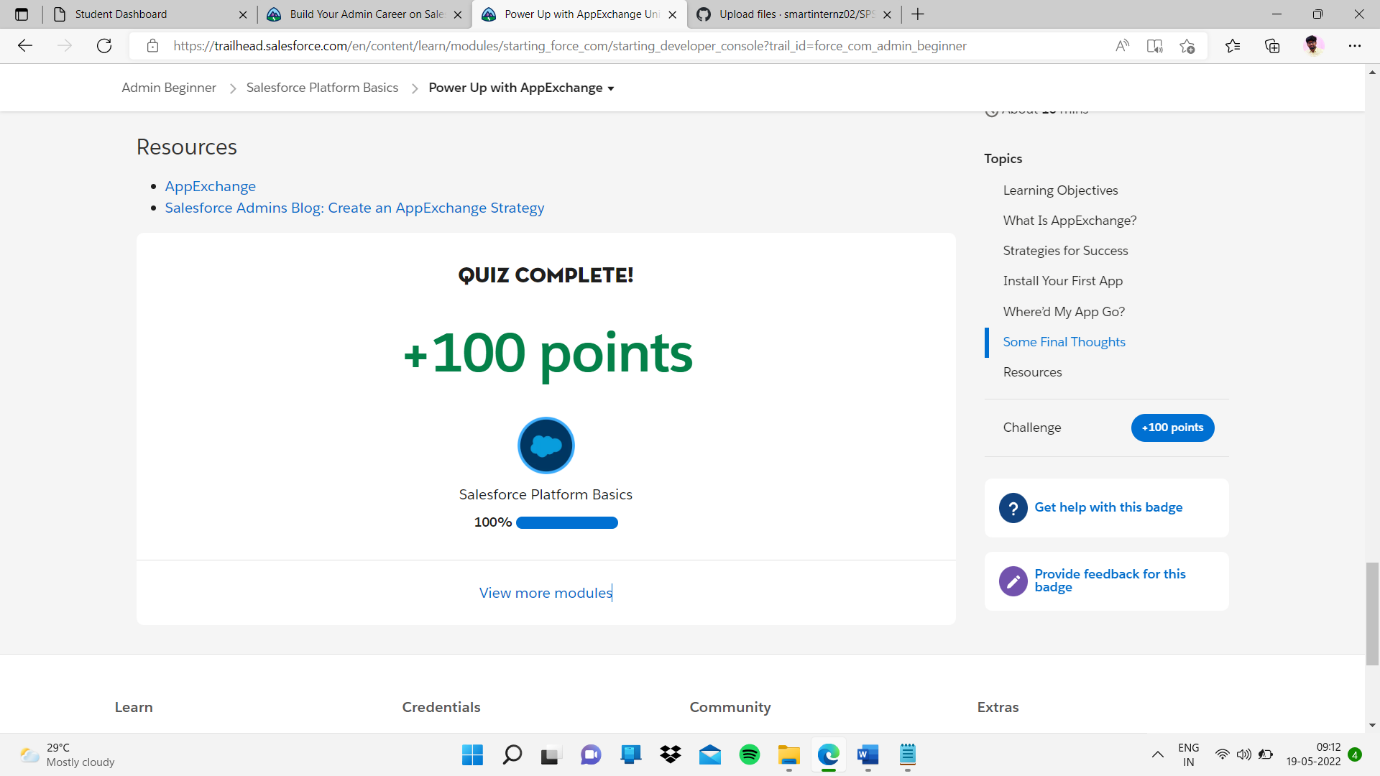 Student Dashboard
Build Your Admin Career on Sale
Power Up with AppExchange Uni
Upload files · smartinternz02/SPS
https://trailhead.salesforce.com/en/content/learn/modules/starting_force_com/starting_developer_console?trail_id=force_com_admin_beginner
Admin Beginner > Salesforce Platform Basics > Power Up with AppExchange
About 10 mins
Resources
AppExchange
Salesforce Admins Blog: Create an AppExchange Strategy
QUIZ COMPLETE!
+100 points
Salesforce Platform Basics
100%
View more modules
Topics
Learning Objectives
What Is AppExchange?
Strategies for Success
Install Your First App
Where'd My App Go?
Some Final Thoughts
Resources
Challenge +100 points
Get help with this badge
Provide feedback for this
badge
Learn Credentials Community Extras
29°C
Mostly cloudy
ENG
IN
09:12
19-05-2022
4